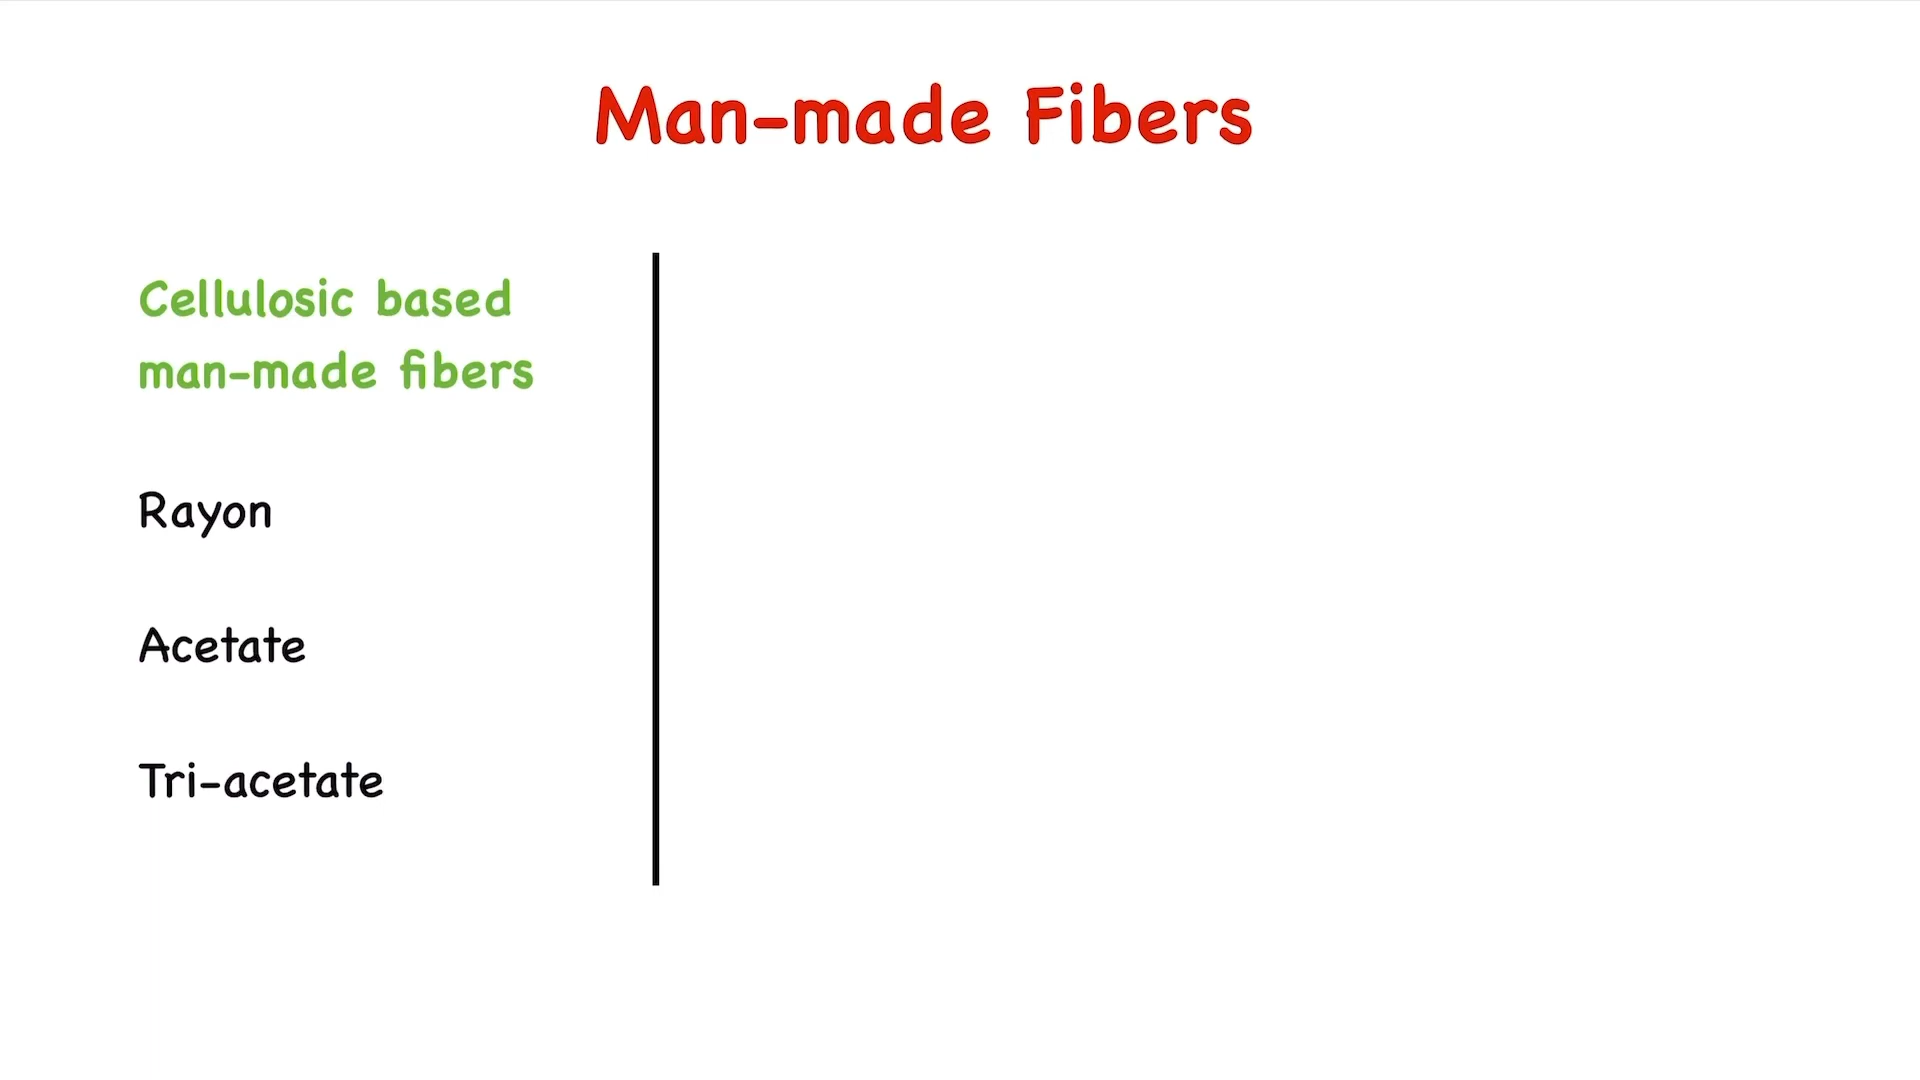 Man-made Fibers
Cellulosic based
man-made fibers
Rayon
Acetate
Tri-acetate